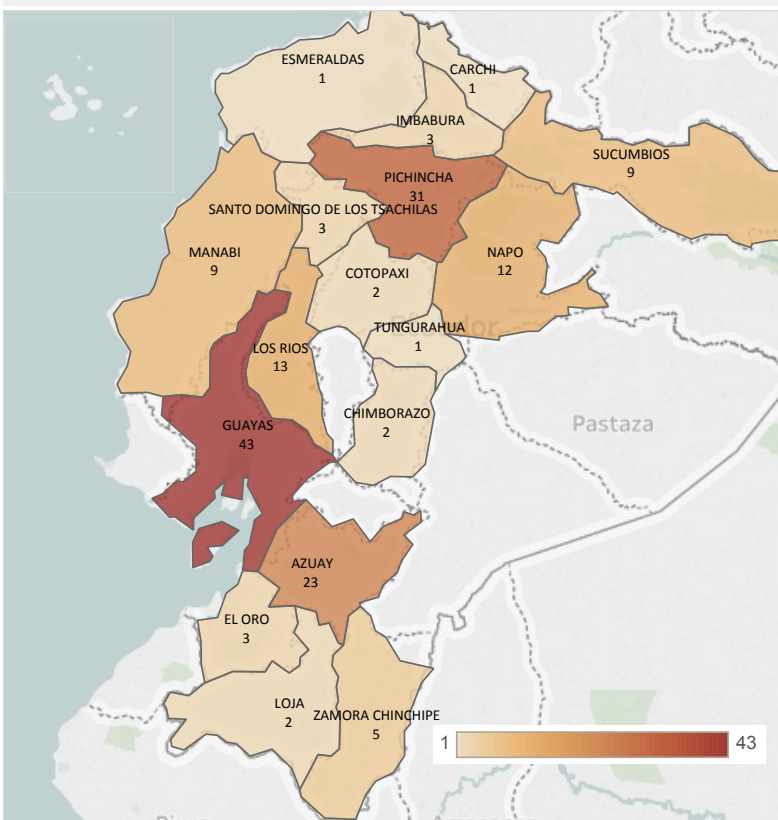 ESMERALDAS
1
CARCHI
1
IMBABURA
3
SUCUMBIOS
9
PICHINCHA
31
SANTO DOMINGO DE LOS TSACHILAS
3
MANABI
9
NAPO
12
COTOPAXI
2
TUNGURAHUA
1
LOS RIOS
13
CHIMBORAZO
2
Pastaza
GUAYAS
43
AZUAY
23
EL ORO
3
LOJA
2
ZAMORA CHINCHIPE
5
1 43